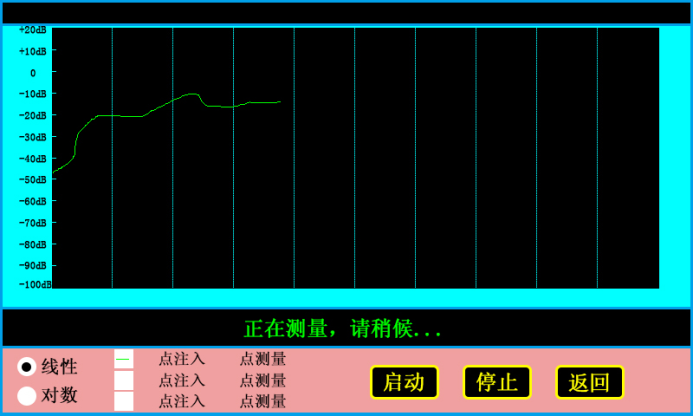 +20dB
+10dB
0
-10dB
-20dB
-30dB
-40dB
-50dB
-60dB
-70dB
-80dB
-90dB
-100dB
正在测量，请稍候...
线性
对数
点注入 点测量
点注入 点测量
点注入 点测量
启动 停止 返回